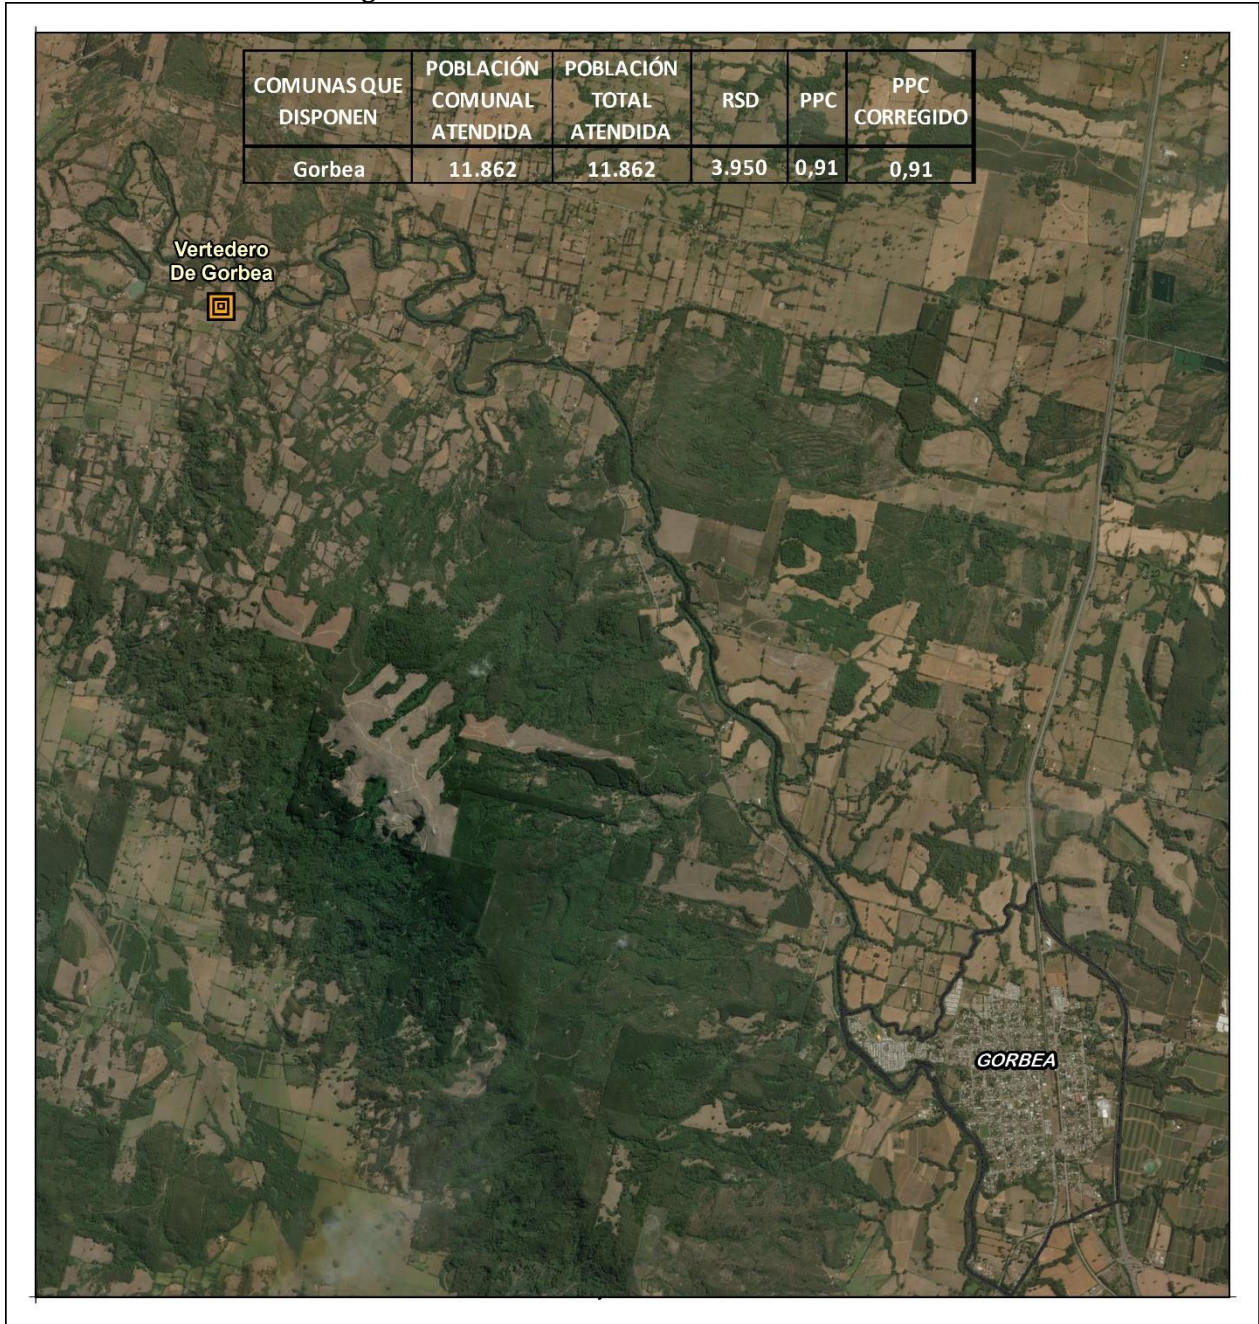 COMUNAS QUE DISPONEN
POBLACIÓN COMUNAL ATENDIDA
POBLACIÓN TOTAL ATENDIDA
RSD
PPC
PPC CORREGIDO
Gorbea
11.862
11.862
3.950
0,91
0,91
Vertedero
De Gorbea
GORBEA